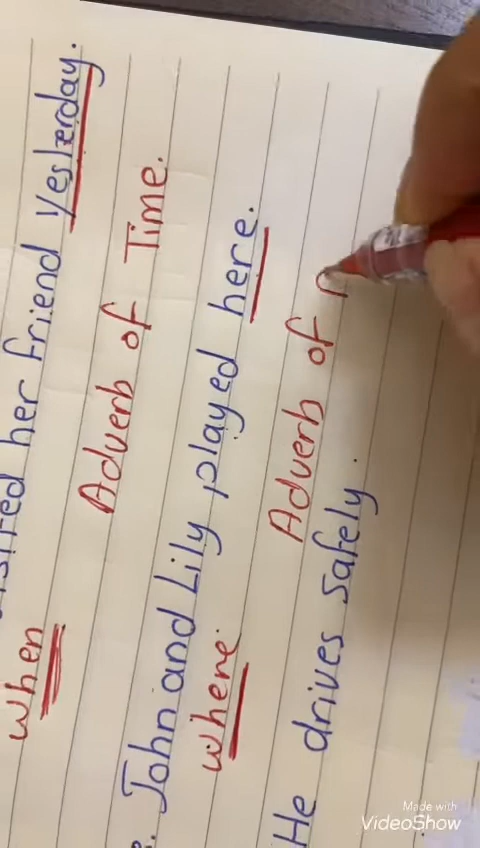 her friend yesterday.
when Adverb of Time.
John and Lily played here.
where Adverb of
He drives safely.
Made with
VideoShow